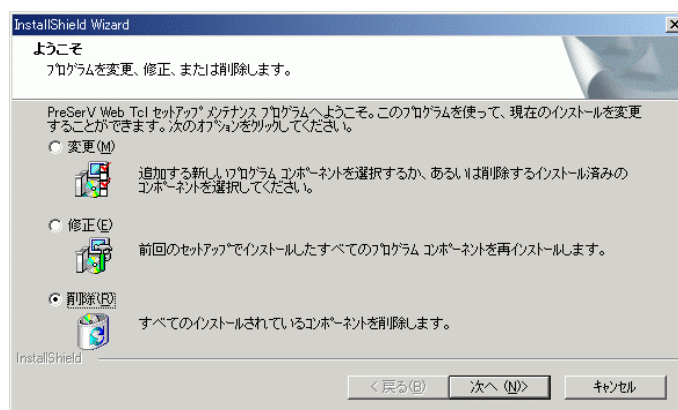 InstallShield Wizard
ようこそ
プログラムを変更、修正、または削除します。
PreSerV Web Tcl セットアップ メンテナンス プログラムへようこそ。このプログラムを使って、現在のインストールを変更
することができます。次のオプションをクリックしてください。
変更(M)
追加する新しいプログラム コンポーネントを選択するか、あるいは削除するインストール済みの
コンポーネントを選択してください。
修正(E)
前回のセットアップでインストールしたすべてのプログラム コンポーネントを再インストールします。
削除(R)
すべてのインストールされているコンポーネントを削除します。
InstallShield
< 戻る(B) 次へ (N)> キャンセル